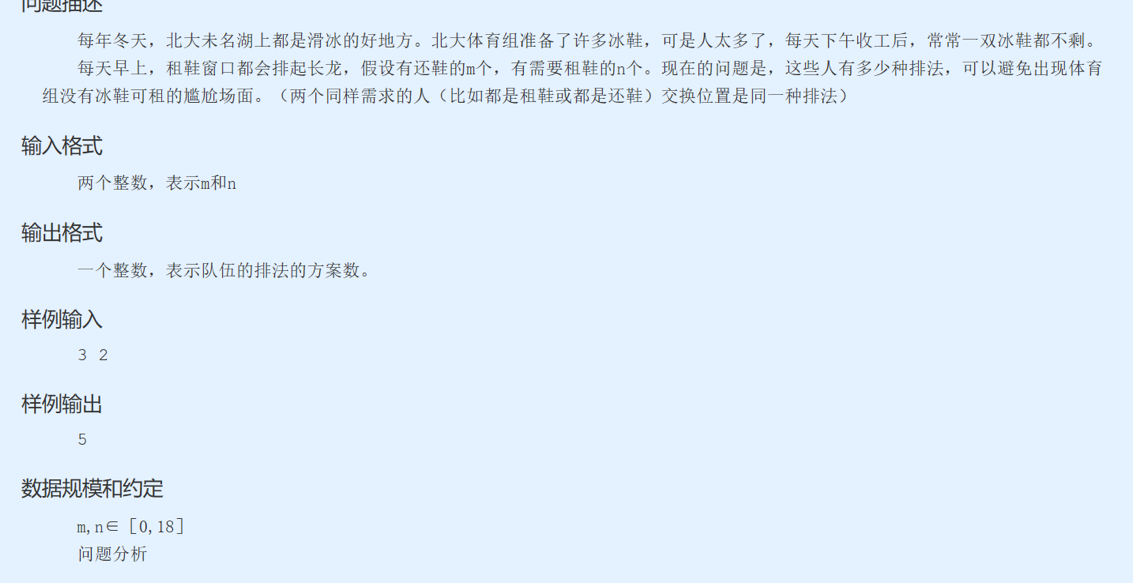 问题描述
每年冬天，北大未名湖上都是滑冰的好地方。北大体育组准备了许多冰鞋，可是人太多了，每天下午收工后，常常一双冰鞋都不剩。
每天早上，租鞋窗口都会排起长龙，假设有还鞋的m个，有需要租鞋的n个。现在的问题是，这些人有多少种排法，可以避免出现体育
组没有冰鞋可租的尴尬场面。（两个同样需求的人（比如都是租鞋或都是还鞋）交换位置是同一种排法）
输入格式
两个整数，表示m和n
输出格式
一个整数，表示队伍的排法的方案数。
样例输入
3 2
样例输出
5
数据规模和约定
m,n∈［0,18］
问题分析